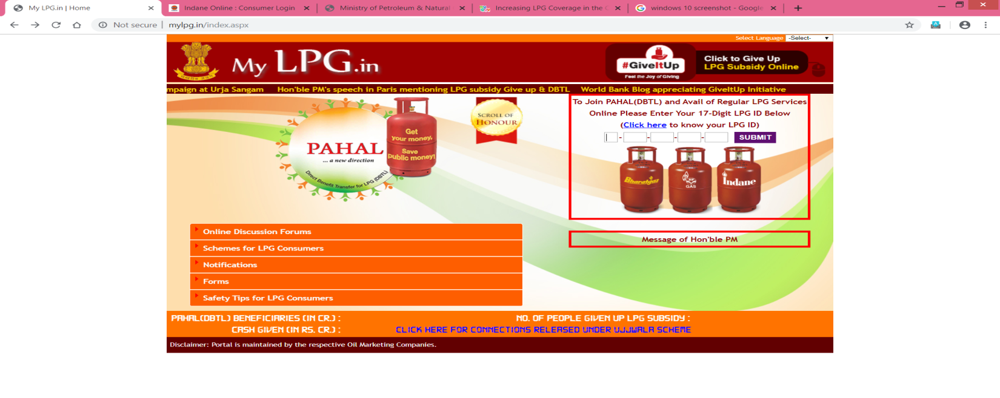 My LPG.in | Home
Indane Online : Consumer Login
Ministry of Petroleum & Natural
Increasing LPG Coverage in the
windows 10 screenshot - Google
Not secure | mylpg.in/index.aspx
Select Language -Select-
My LPG.in
#GiveItUp
Feel the Joy of Giving
Click to Give Up
LPG Subsidy Online
mpaign at Urja Sangam Hon'ble PM's speech in Paris mentioning LPG subsidy Give up & DBTL World Bank Blog appreciating GiveItUp Initiative
PAHAL
... a new direction
Direct Benefit Transfer for LPG (DBTL)
Get
your money,
Save
public money!
SCROLL OF
HONOUR
To Join PAHAL(DBTL) and Avail of Regular LPG Services
Online Please Enter Your 17-Digit LPG ID Below
(Click here to know your LPG ID)
- - - - SUBMIT
Bharatgas
HP
GAS
Indane
Online Discussion Forums
Schemes for LPG Consumers
Notifications
Forms
Safety Tips for LPG Consumers
Message of Hon'ble PM
PAHAL(DBTL) BENEFICIARIES (IN CR.) :
NO. OF PEOPLE GIVEN UP LPG SUBSIDY :
CASH GIVEN (IN RS. CR.) :
CLICK HERE FOR CONNECTIONS RELEASED UNDER UJJWALA SCHEME
Disclaimer: Portal is maintained by the respective Oil Marketing Companies.